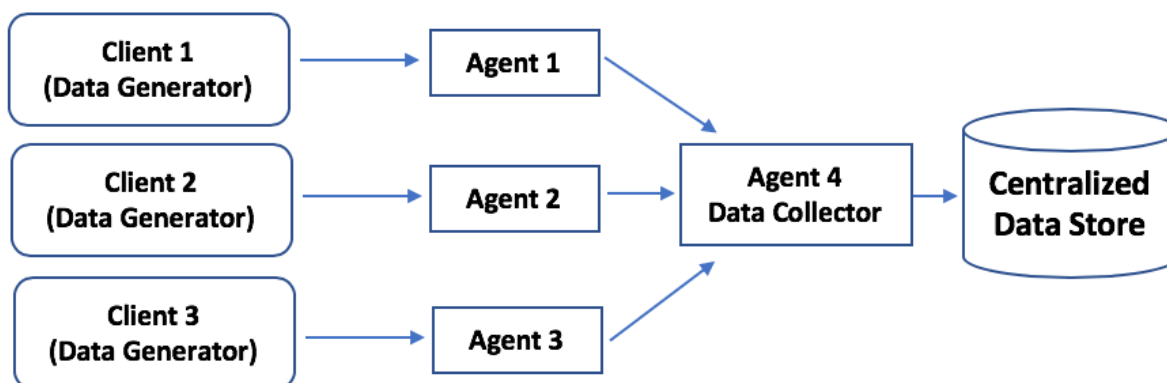 Client 1
(Data Generator)
Agent 1
Client 2
(Data Generator)
Agent 2
Agent 4
Data Collector
Centralized
Data Store
Client 3
(Data Generator)
Agent 3